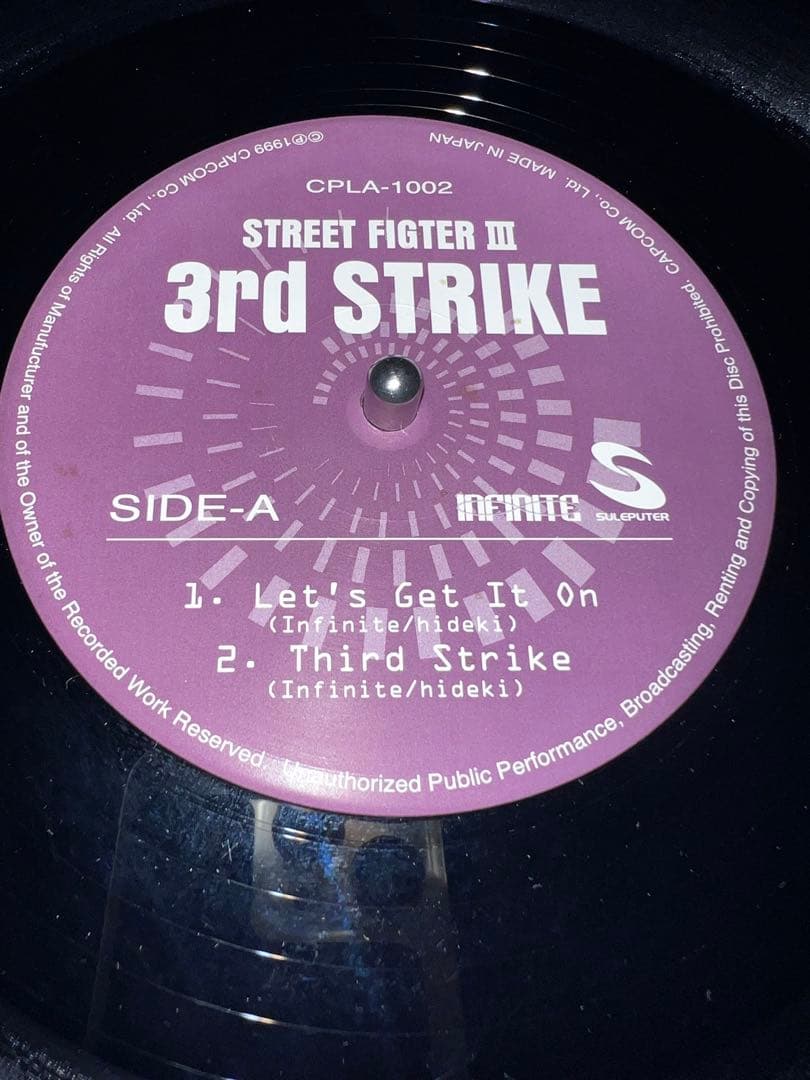 CPLA-1002
STREET FIGTER III
3rd STRIKE
SIDE-A
INFINITE
SULEPUTER
1. Let's Get It On
(Infinite/hideki)
2. Third Strike
(Infinite/hideki)
©℗1999 CAPCOM Co., Ltd. All Rights of Manufucturer and of the Owner of the Recorded Work Reserved. Unauthorized Public Performance, Broadcasting, Renting and Copying of this Disc Prohibited. CAPCOM Co., Ltd. MADE IN JAPAN